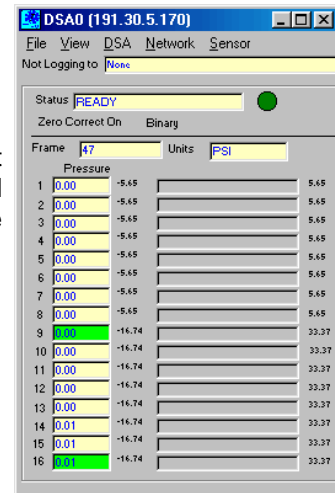 DSA0 (191.30.5.170)
File View DSA Network Sensor
Not Logging to None
Status READY
Zero Correct On Binary
Frame 47 Units PSI
Pressure
1 0.00 -5.65 5.65
2 0.00 -5.65 5.65
3 0.00 -5.65 5.65
4 0.00 -5.65 5.65
5 0.00 -5.65 5.65
6 0.00 -5.65 5.65
7 0.00 -5.65 5.65
8 0.00 -5.65 5.65
9 0.00 -16.74 33.37
10 0.00 -16.74 33.37
11 0.00 -16.74 33.37
12 0.00 -16.74 33.37
13 0.00 -16.74 33.37
14 0.01 -16.74 33.37
15 0.01 -16.74 33.37
16 0.01 -16.74 33.37